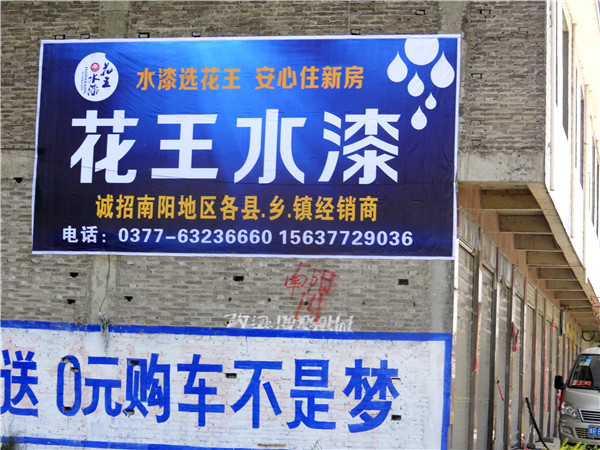 花王水漆
水漆选花王 安心住新房
花王水漆
诚招南阳地区各县.乡.镇经销商
电话：0377-63236660 15637729036
南阳
送 0元购车不是梦